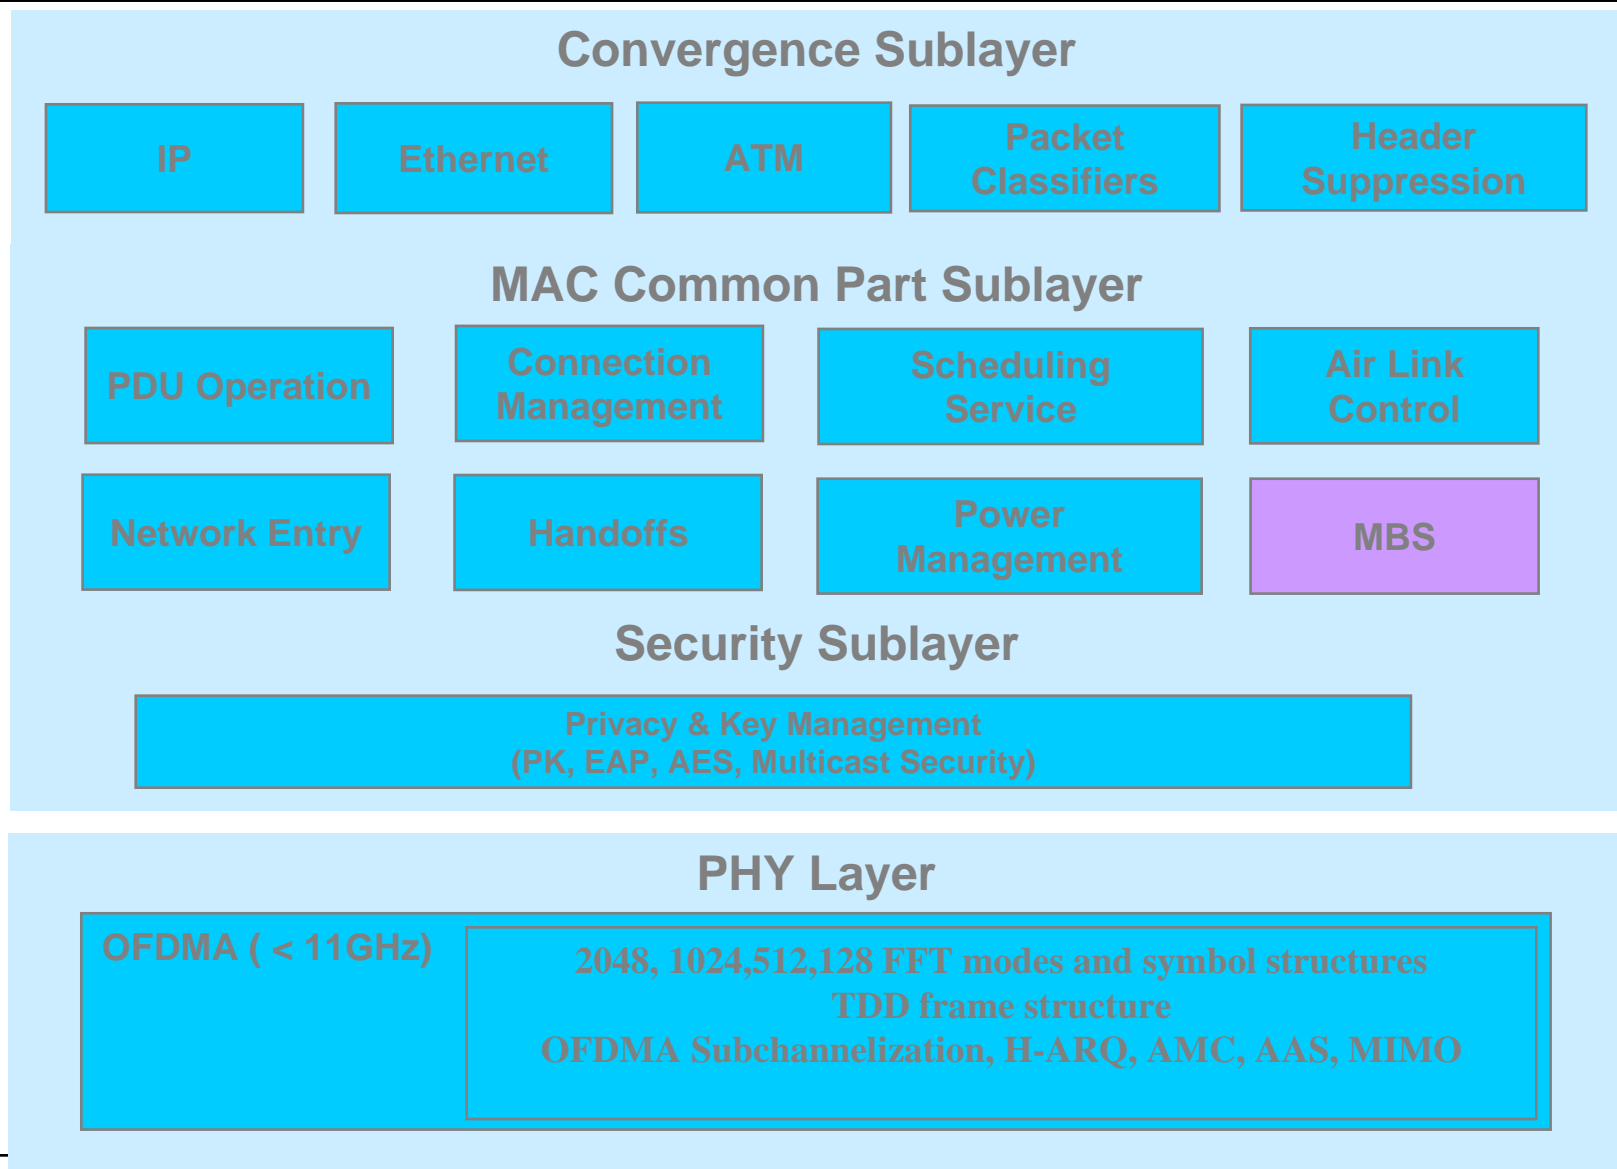 Convergence Sublayer
IP
Ethernet
ATM
Packet
Classifiers
Header
Suppression
MAC Common Part Sublayer
PDU Operation
Connection
Management
Scheduling
Service
Air Link
Control
Network Entry
Handoffs
Power
Management
MBS
Security Sublayer
Privacy & Key Management
(PK, EAP, AES, Multicast Security)
PHY Layer
OFDMA ( < 11GHz)
2048, 1024,512,128 FFT modes and symbol structures
TDD frame structure
OFDMA Subchannelization, H-ARQ, AMC, AAS, MIMO